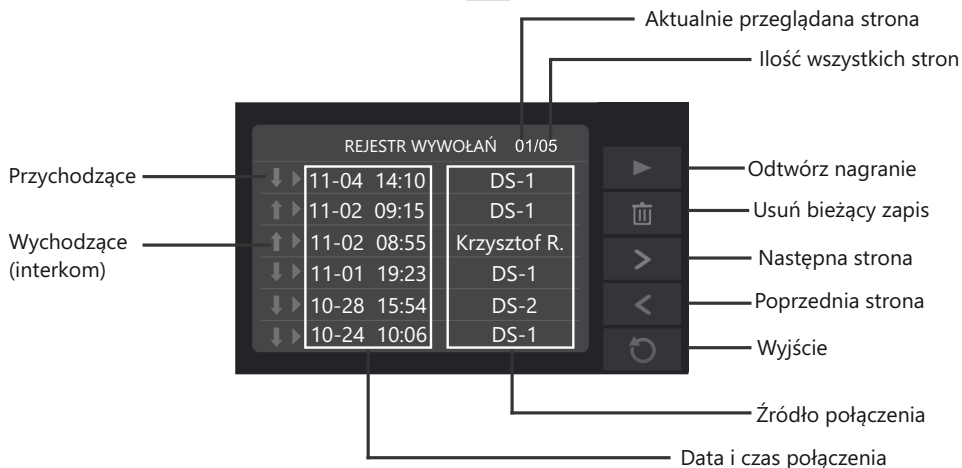 Aktualnie przeglądana strona
Ilość wszystkich stron
REJESTR WYWOŁAŃ 01/05
Przychodzące
11-04 14:10 DS-1
Odtwórz nagranie
11-02 09:15 DS-1
Usuń bieżący zapis
Wychodzące
(interkom)
11-02 08:55 Krzysztof R.
Następna strona
11-01 19:23 DS-1
10-28 15:54 DS-2
Poprzednia strona
10-24 10:06 DS-1
Wyjście
Źródło połączenia
Data i czas połączenia